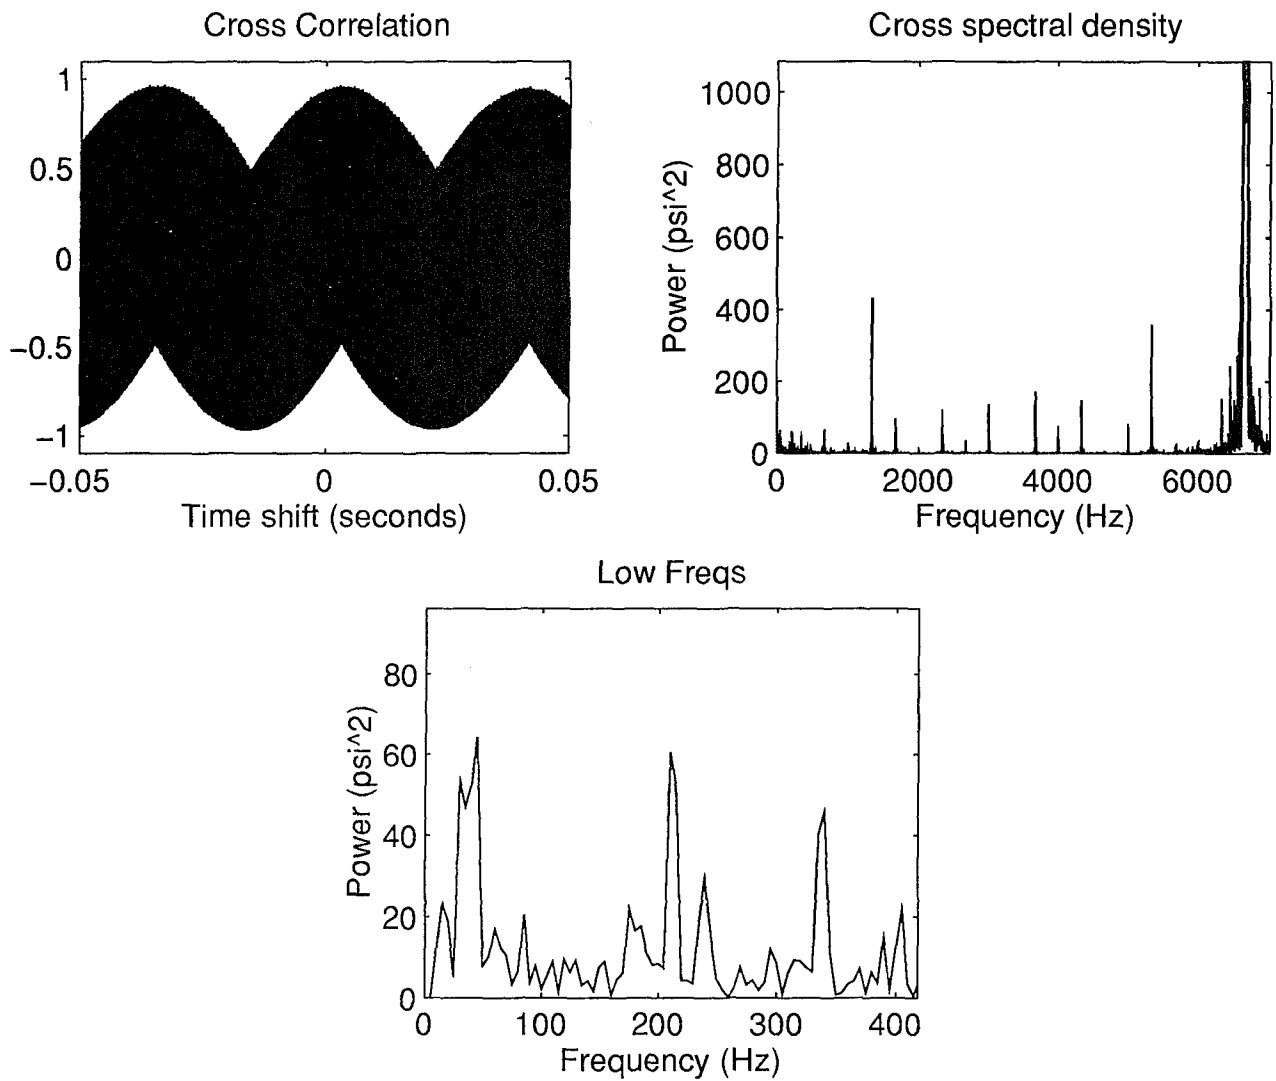 Cross Correlation
1
0.5
0
−0.5
−1
−0.05 0 0.05
Time shift (seconds)
Cross spectral density
Power (psi^2)
1000
800
600
400
200
0
0 2000 4000 6000
Frequency (Hz)
Low Freqs
Power (psi^2)
80
60
40
20
0
0 100 200 300 400
Frequency (Hz)